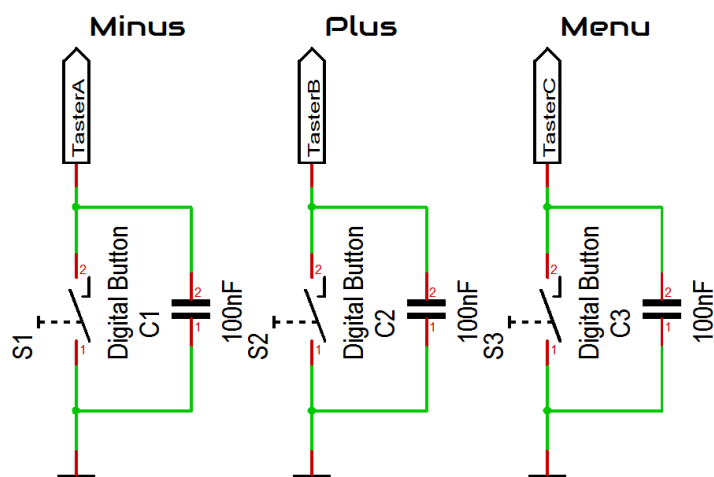 Minus
Plus
Menu
TasterA
TasterB
TasterC
2
2
2
2
2
2
1
1
1
1
1
1
S1
Digital Button
C1
100nF
S2
Digital Button
C2
100nF
S3
Digital Button
C3
100nF